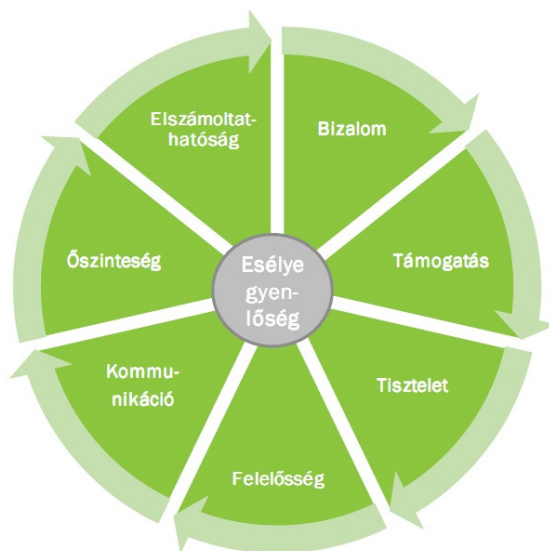 Elszámoltat-
hatóság
Bizalom
Őszinteség
Esélye
gyen-
lőség
Támogatás
Kommu-
nikáció
Tisztelet
Felelősség